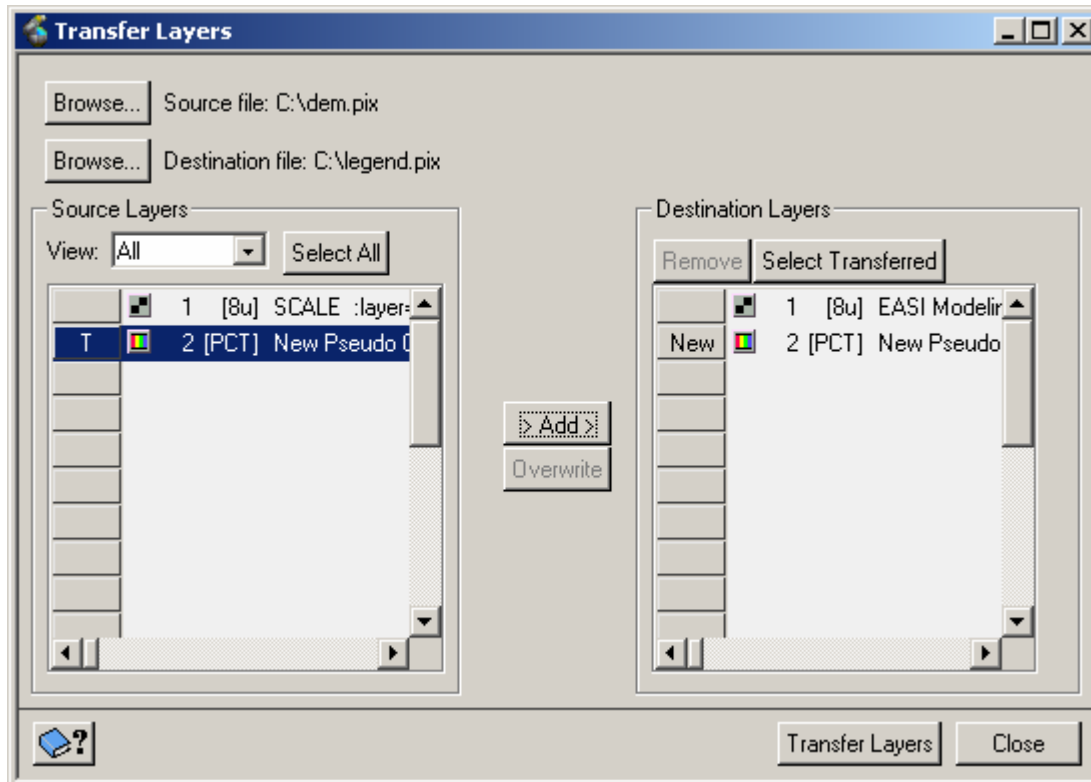 Transfer Layers
Browse... Source file: C:\dem.pix
Browse... Destination file: C:\legend.pix
Source Layers
View: All Select All
1 [8u] SCALE :layer=
T 2 [PCT] New Pseudo C
> Add >
Overwrite
Destination Layers
Remove Select Transferred
1 [8u] EASI Modelin
New 2 [PCT] New Pseudo
?
Transfer Layers Close